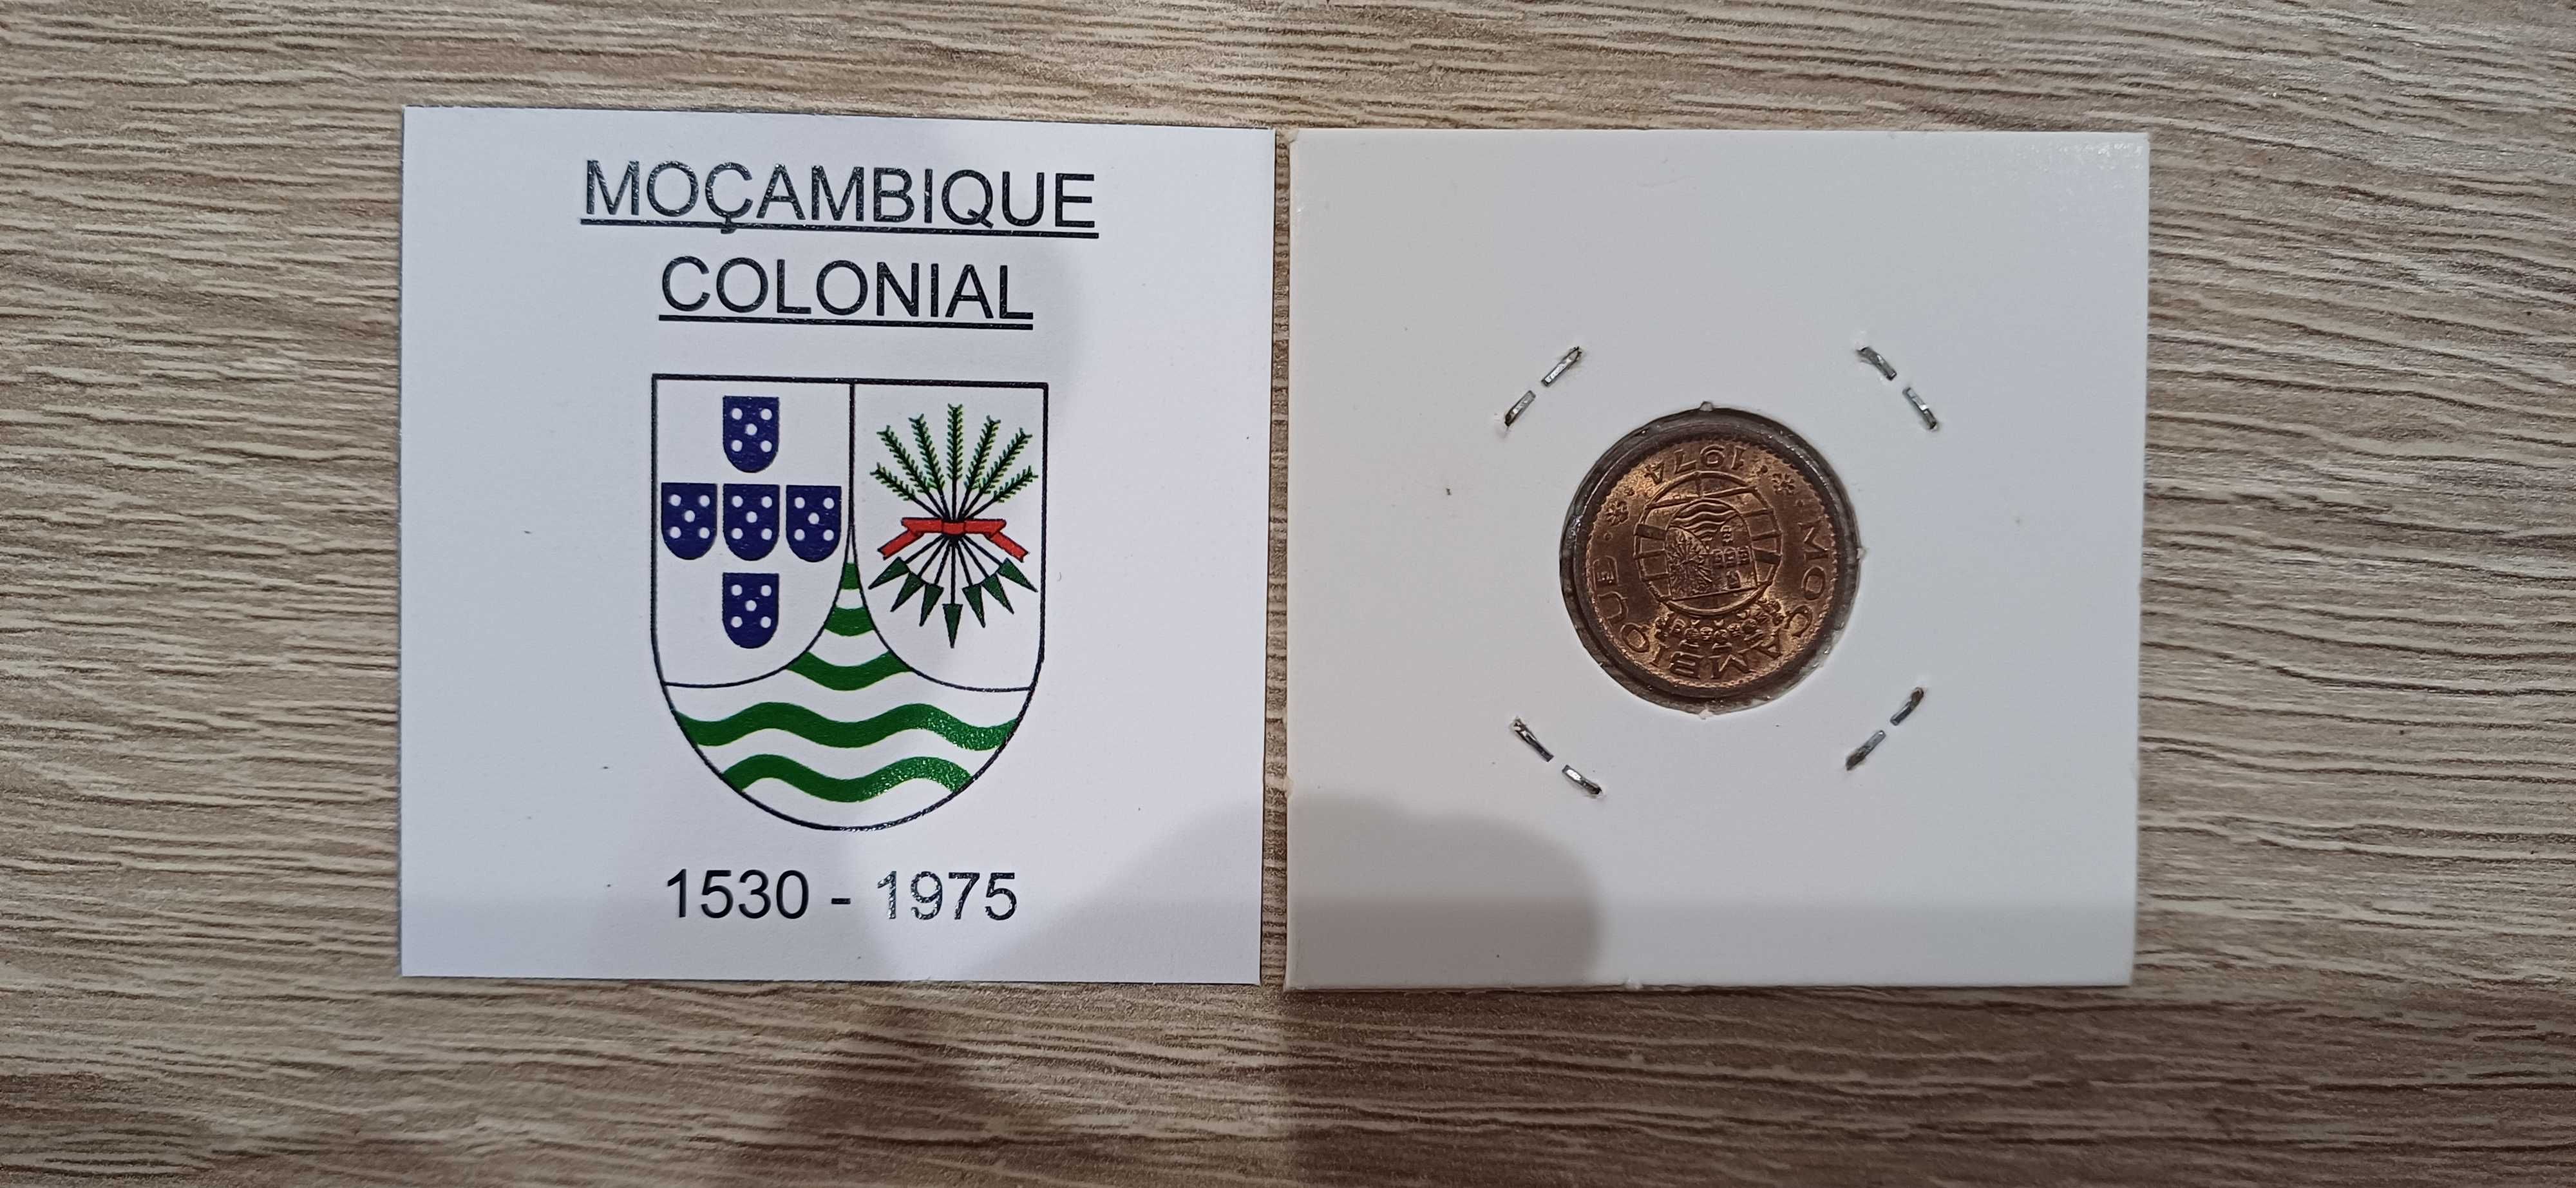 MOÇAMBIQUE
COLONIAL
1530 - 1975
1974
MOÇAMBIQUE